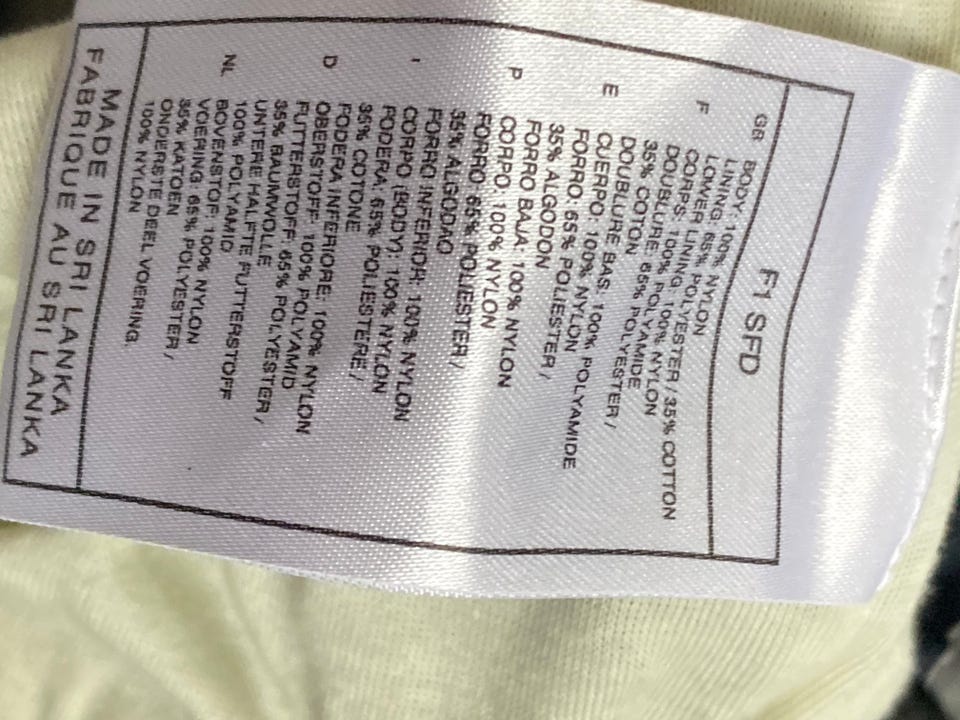 F1SFD
GB BODY: 100% NYLON
LINING: 65% POLYESTER / 35% COTTON
LOWER LINING: 100% NYLON
F CORPS: 100% POLYAMIDE
DOUBLURE: 65% POLYESTER /
35% COTON
DOUBLURE BAS: 100% POLYAMIDE
E CUERPO: 100% NYLON
FORRO: 65% POLIESTER /
35% ALGODON
FORRO BAJA: 100% NYLON
P CORPO: 100% NYLON
FORRO: 65% POLIESTER /
35% ALGODAO
FORRO INFERIOR: 100% NYLON
I CORPO (BODY): 100% NYLON
FODERA: 65% POLIESTERE /
35% COTONE
FODERA INFERIORE: 100% NYLON
D OBERSTOFF: 100% POLYAMID
FUTTERSTOFF: 65% POLYESTER /
35% BAUMWOLLE
UNTERE HALFTE FUTTERSTOFF
100% POLYAMID
NL BOVENSTOF: 100% NYLON
VOERING: 65% POLYESTER /
35% KATOEN
ONDERSTE DEEL VOERING:
100% NYLON
MADE IN SRI LANKA
FABRIQUE AU SRI LANKA